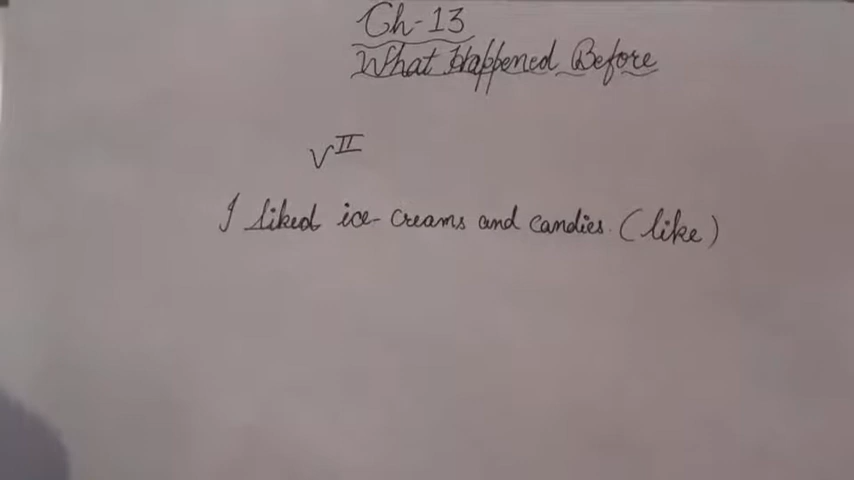 Ch-13
What Happened Before
V^II
I liked ice-creams and candies. (like)